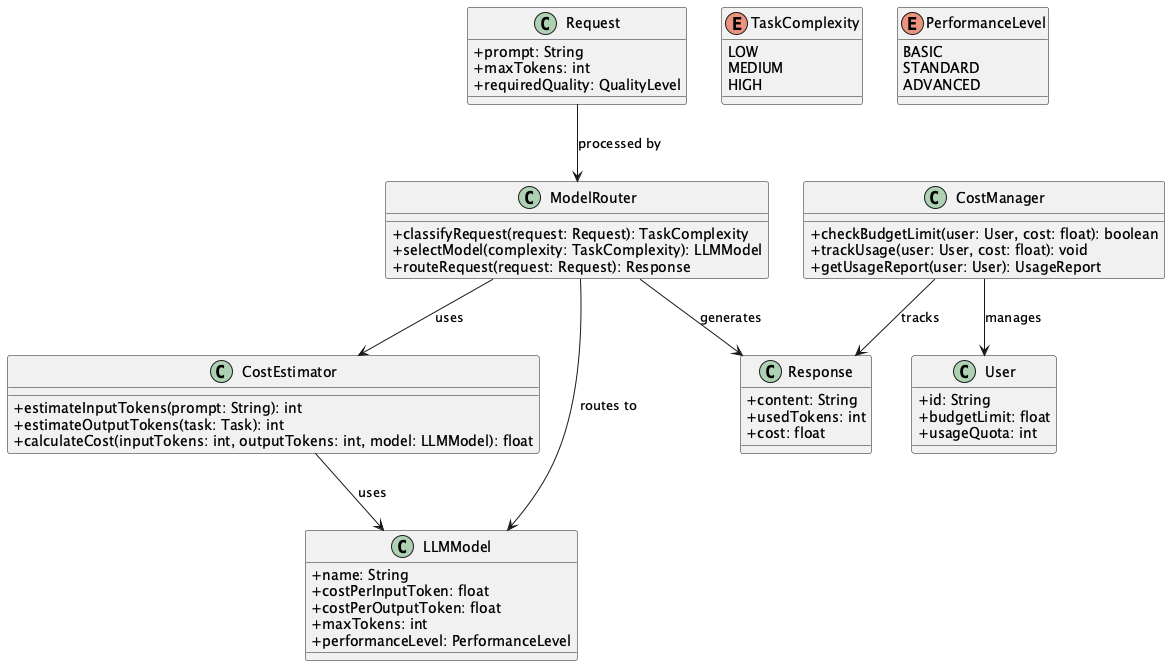 C Request
+prompt: String
+maxTokens: int
+requiredQuality: QualityLevel
E TaskComplexity
LOW
MEDIUM
HIGH
E PerformanceLevel
BASIC
STANDARD
ADVANCED
processed by
C ModelRouter
+classifyRequest(request: Request): TaskComplexity
+selectModel(complexity: TaskComplexity): LLMModel
+routeRequest(request: Request): Response
C CostManager
+checkBudgetLimit(user: User, cost: float): boolean
+trackUsage(user: User, cost: float): void
+getUsageReport(user: User): UsageReport
uses
generates
tracks
manages
C CostEstimator
+estimateInputTokens(prompt: String): int
+estimateOutputTokens(task: Task): int
+calculateCost(inputTokens: int, outputTokens: int, model: LLMModel): float
routes to
C Response
+content: String
+usedTokens: int
+cost: float
C User
+id: String
+budgetLimit: float
+usageQuota: int
uses
C LLMModel
+name: String
+costPerInputToken: float
+costPerOutputToken: float
+maxTokens: int
+performanceLevel: PerformanceLevel